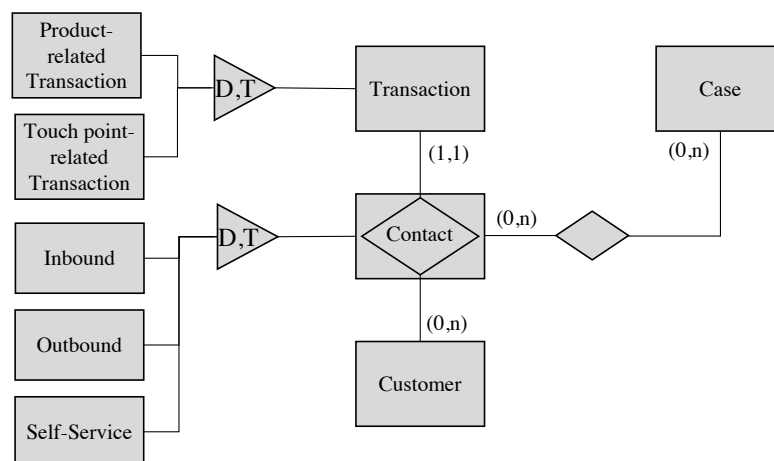 Product-
related
Transaction
D,T
Transaction
Case
Touch point-
related
Transaction
(1,1)
(0,n)
Inbound
D,T
Contact
(0,n)
Outbound
(0,n)
Customer
Self-Service